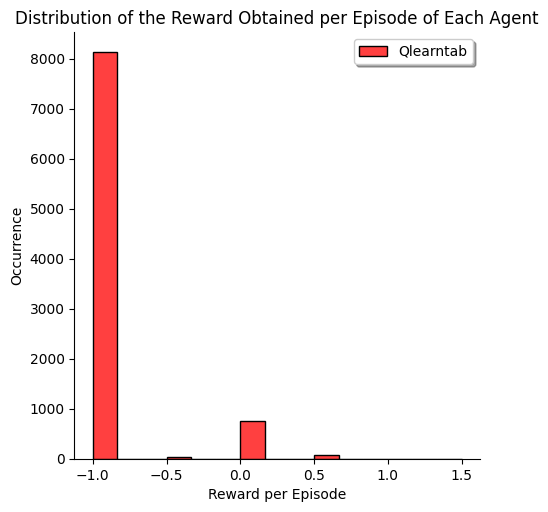 Distribution of the Reward Obtained per Episode of Each Agent
Qlearntab
8000
7000
6000
5000
4000
3000
2000
1000
0
Occurrence
−1.0 −0.5 0.0 0.5 1.0 1.5
Reward per Episode